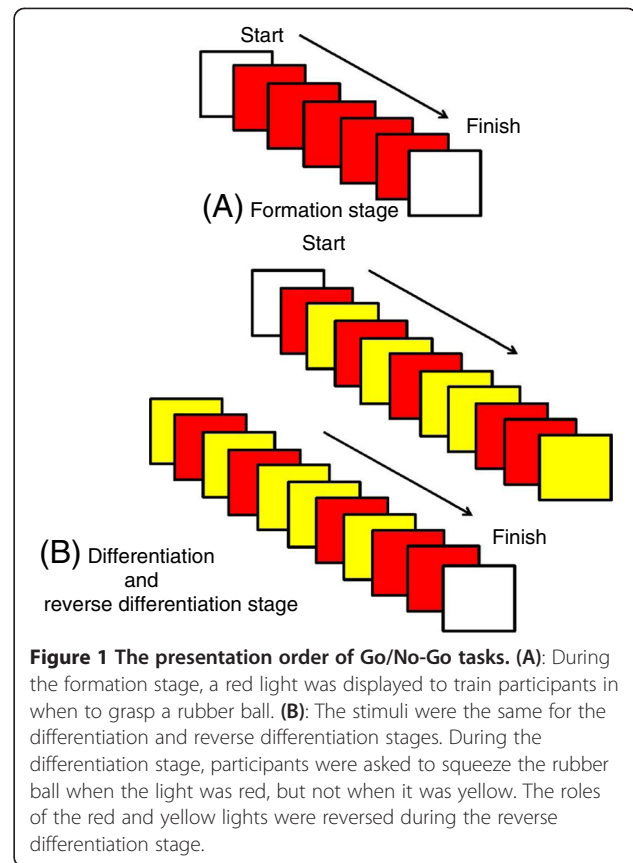 Start
Finish
(A) Formation stage
Start
Finish
(B) Differentiation
and
reverse differentiation stage
Figure 1 The presentation order of Go/No-Go tasks. (A): During
the formation stage, a red light was displayed to train participants in
when to grasp a rubber ball. (B): The stimuli were the same for the
differentiation and reverse differentiation stages. During the
differentiation stage, participants were asked to squeeze the rubber
ball when the light was red, but not when it was yellow. The roles
of the red and yellow lights were reversed during the reverse
differentiation stage.